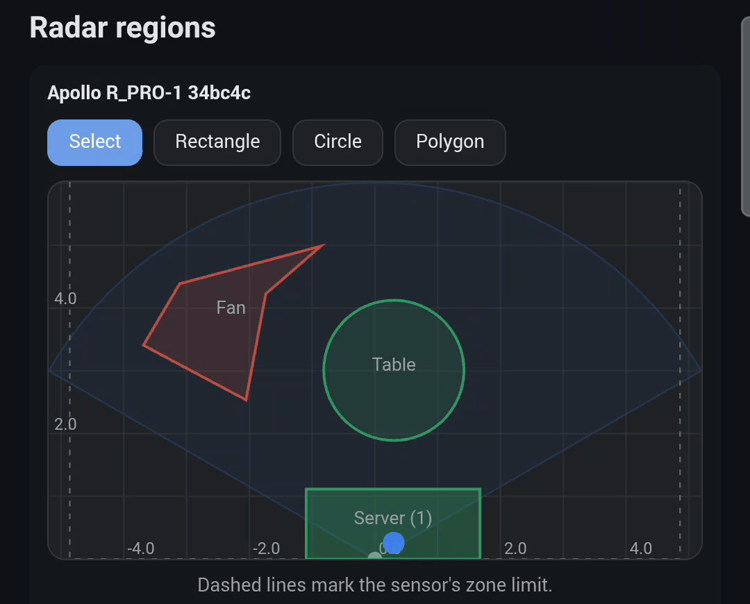 Radar regions
Apollo R_PRO-1 34bc4c
Select Rectangle Circle Polygon
4.0
Fan
Table
2.0
Server (1)
-4.0 -2.0 2.0 4.0
Dashed lines mark the sensor's zone limit.